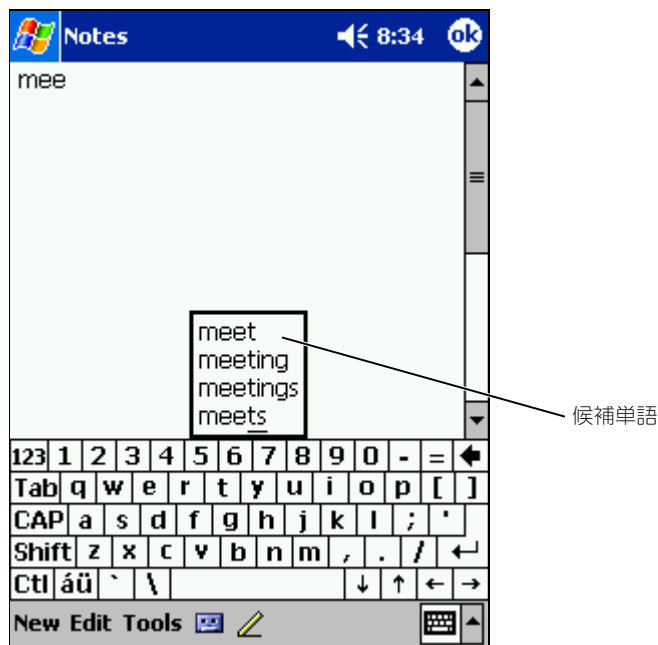 Notes 8:34 ok
mee
meet
meeting
meetings
meets
候補単語
123 1 2 3 4 5 6 7 8 9 0 - =
Tab q w e r t y u i o p [ ]
CAP a s d f g h j k l ; '
Shift z x c v b n m , . /
Ctl áü ` \ ↓ ↑ ← →
New Edit Tools